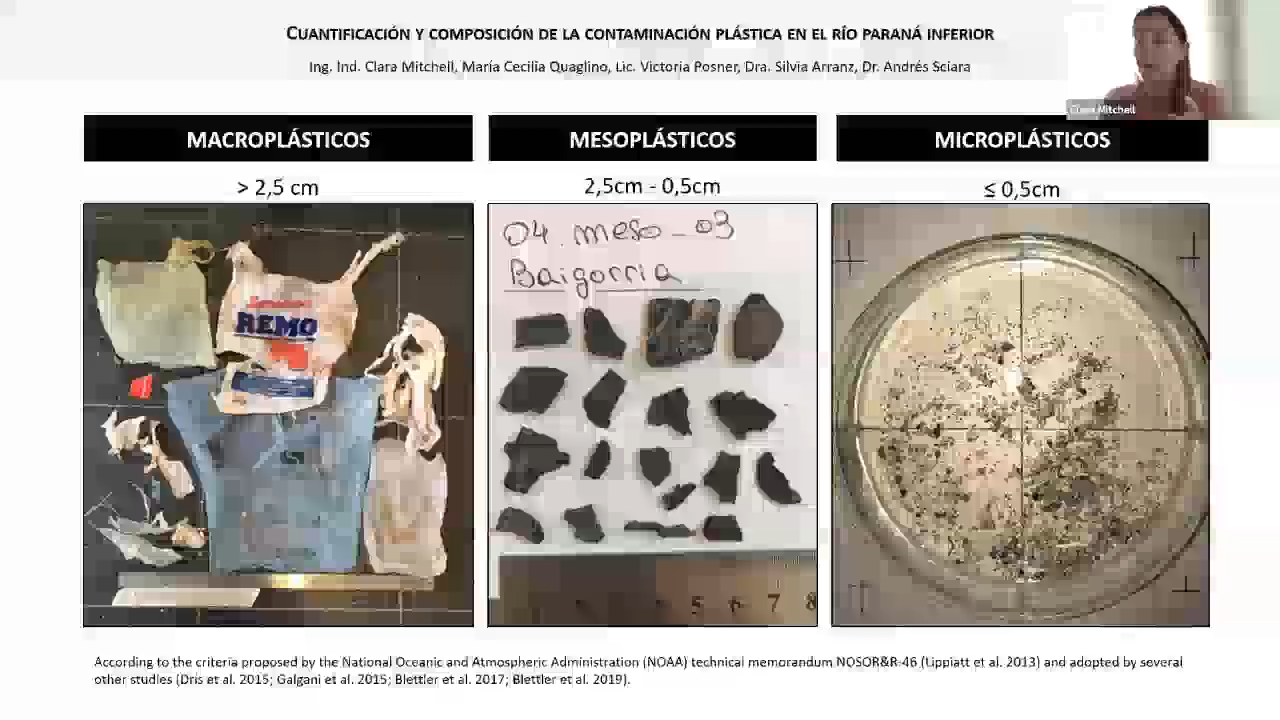 CUANTIFICACIÓN Y COMPOSICIÓN DE LA CONTAMINACIÓN PLÁSTICA EN EL RÍO PARANÁ INFERIOR
Ing. Ind. Clara Mitchell, María Cecilia Quaglino, Lic. Victoria Posner, Dra. Silvia Arranz, Dr. Andrés Sciara
Clara Mitchell
MACROPLÁSTICOS
MESOPLÁSTICOS
MICROPLÁSTICOS
> 2,5 cm
2,5cm - 0,5cm
≤ 0,5cm
04. meso_03
Baigorria
REMO
5 6 7 8
According to the criteria proposed by the National Oceanic and Atmospheric Administration (NOAA) technical memorandum NOSOR&R-46 (Lippiatt et al. 2013) and adopted by several
other studies (Dris et al. 2015; Galgani et al. 2015; Blettler et al. 2017; Blettler et al. 2019).